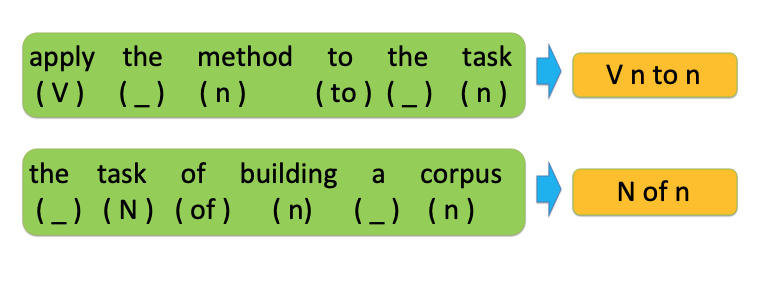 apply the method to the task
( V ) ( _ ) ( n ) ( to ) ( _ ) ( n )
V n to n
the task of building a corpus
( _ ) ( N ) ( of ) ( n) ( _ ) ( n )
N of n